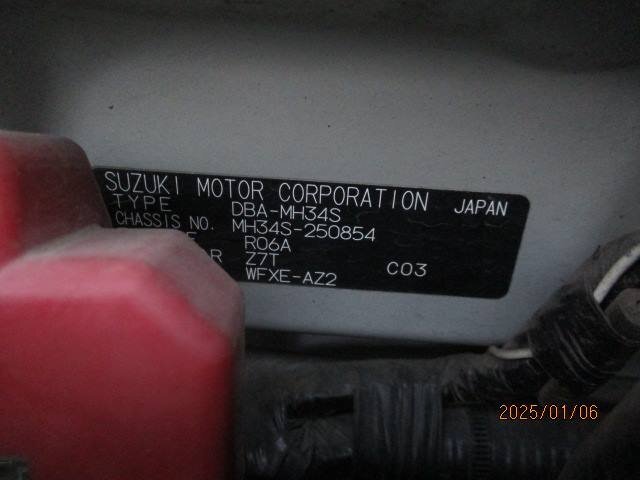 SUZUKI MOTOR CORPORATION JAPAN
TYPE DBA-MH34S
CHASSIS NO. MH34S-250854
E R06A
R Z7T
WFXE-AZ2 C03
2025/01/06